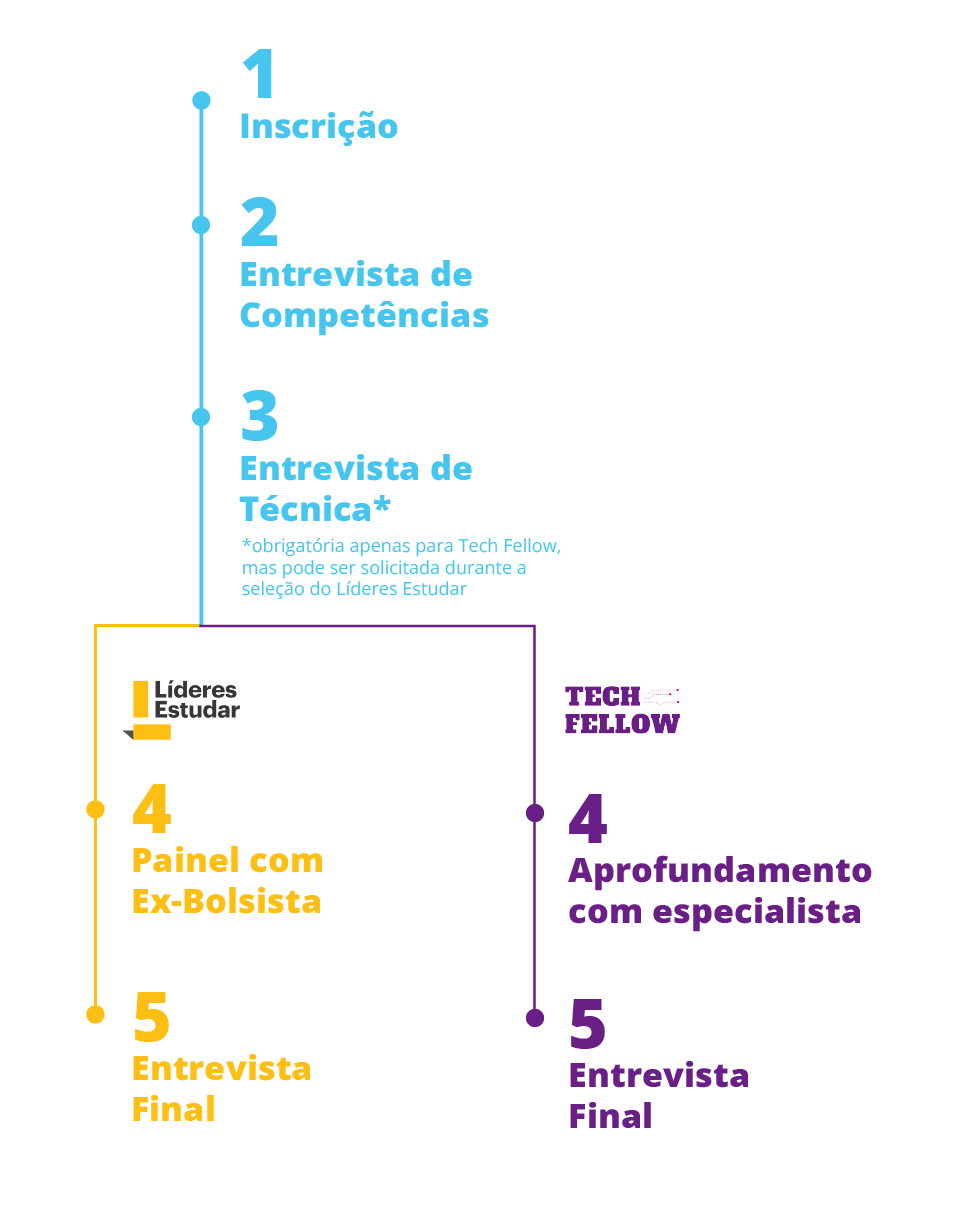 1
Inscrição
2
Entrevista de
Competências
3
Entrevista de
Técnica*
*obrigatória apenas para Tech Fellow,
mas pode ser solicitada durante a
seleção do Líderes Estudar
Líderes
Estudar
4
Painel com
Ex-Bolsista
5
Entrevista
Final
TECH
FELLOW
4
Aprofundamento
com especialista
5
Entrevista
Final